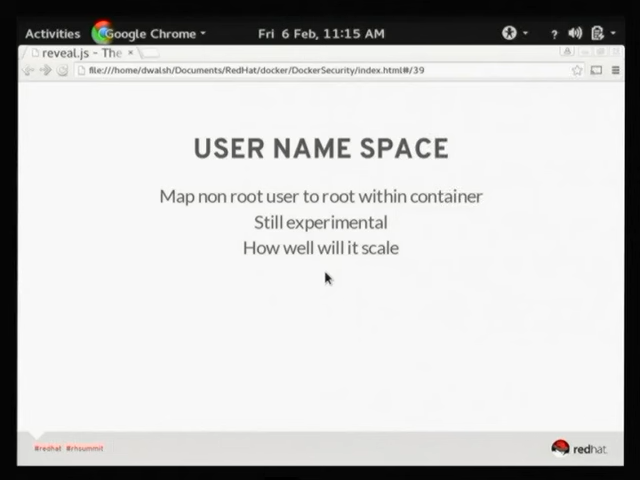 Activities Google Chrome Fri 6 Feb, 11:15 AM ?
reveal.js - The ×
file:///home/dwalsh/Documents/RedHat/docker/DockerSecurity/index.html#/39
USER NAME SPACE
Map non root user to root within container
Still experimental
How well will it scale
#redhat #rhsummit
redhat.